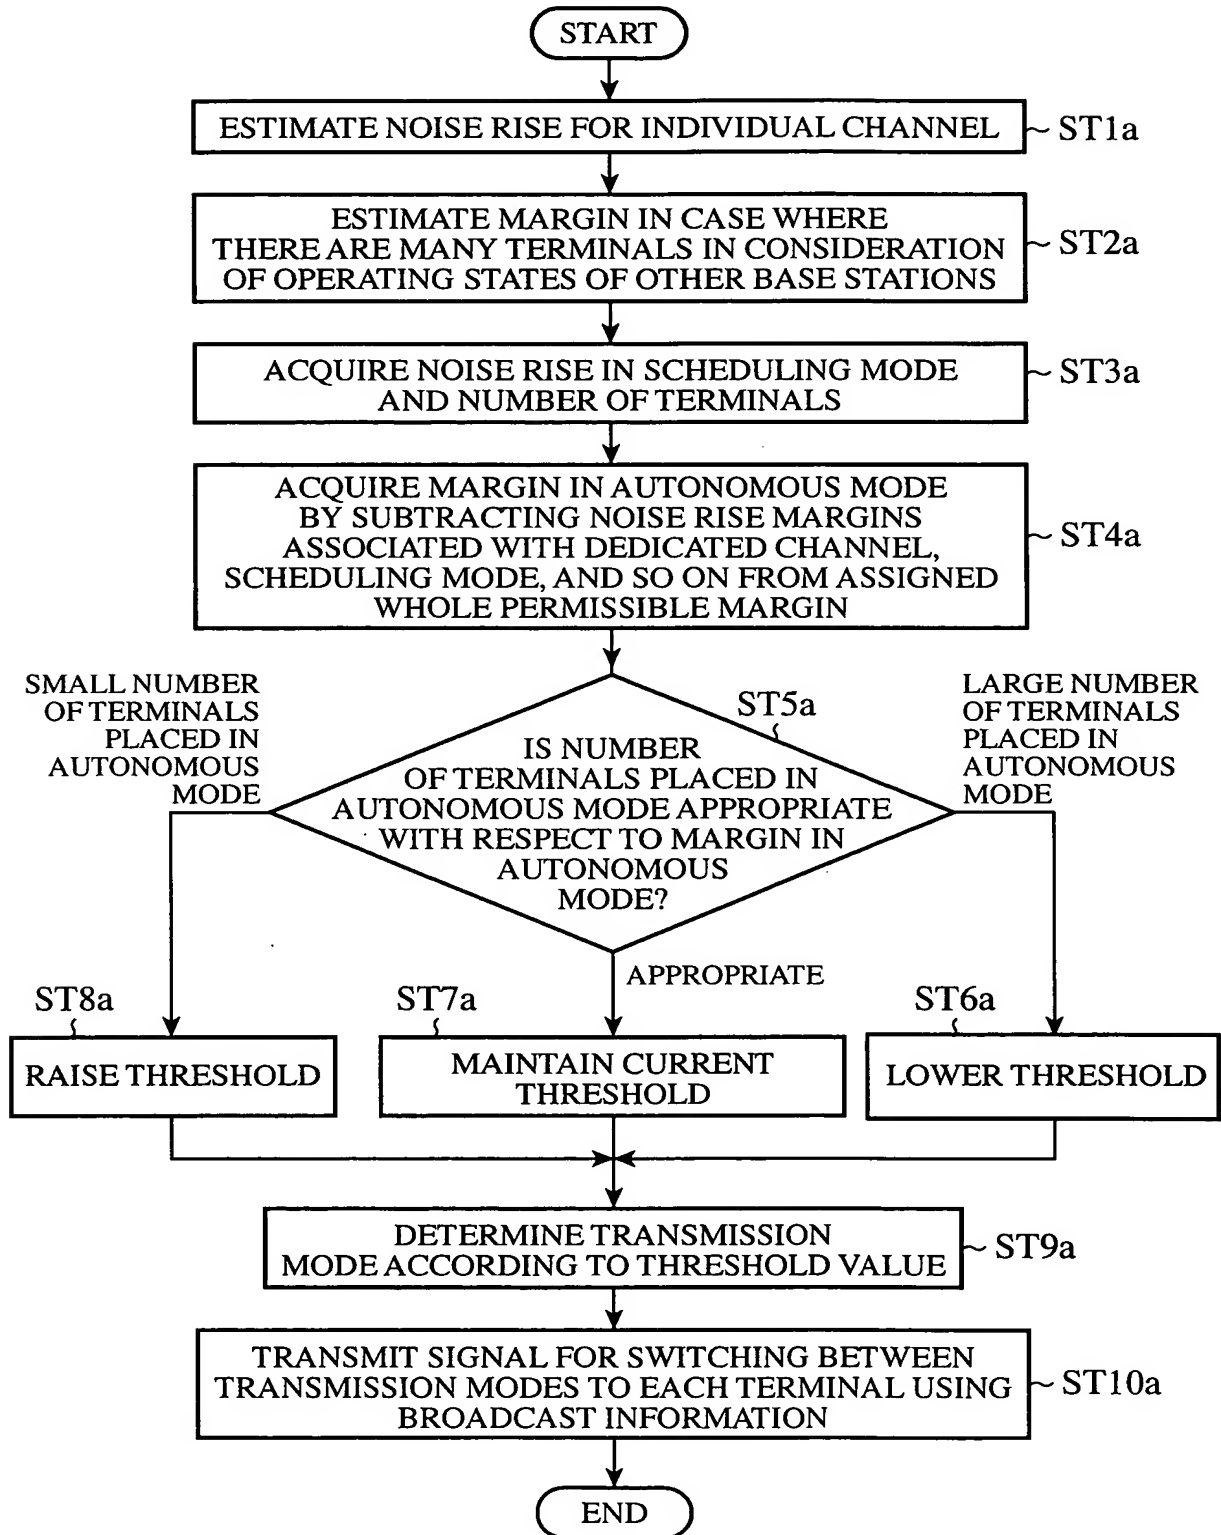 START
ESTIMATE NOISE RISE FOR INDIVIDUAL CHANNEL
ST1a
ESTIMATE MARGIN IN CASE WHERE
THERE ARE MANY TERMINALS IN CONSIDERATION
OF OPERATING STATES OF OTHER BASE STATIONS
ST2a
ACQUIRE NOISE RISE IN SCHEDULING MODE
AND NUMBER OF TERMINALS
ST3a
ACQUIRE MARGIN IN AUTONOMOUS MODE
BY SUBTRACTING NOISE RISE MARGINS
ASSOCIATED WITH DEDICATED CHANNEL,
SCHEDULING MODE, AND SO ON FROM ASSIGNED
WHOLE PERMISSIBLE MARGIN
ST4a
SMALL NUMBER
OF TERMINALS
PLACED IN
AUTONOMOUS
MODE
ST5a
IS NUMBER
OF TERMINALS PLACED IN
AUTONOMOUS MODE APPROPRIATE
WITH RESPECT TO MARGIN IN
AUTONOMOUS
MODE?
LARGE NUMBER
OF TERMINALS
PLACED IN
AUTONOMOUS
MODE
APPROPRIATE
ST8a
RAISE THRESHOLD
ST7a
MAINTAIN CURRENT
THRESHOLD
ST6a
LOWER THRESHOLD
DETERMINE TRANSMISSION
MODE ACCORDING TO THRESHOLD VALUE
ST9a
TRANSMIT SIGNAL FOR SWITCHING BETWEEN
TRANSMISSION MODES TO EACH TERMINAL USING
BROADCAST INFORMATION
ST10a
END